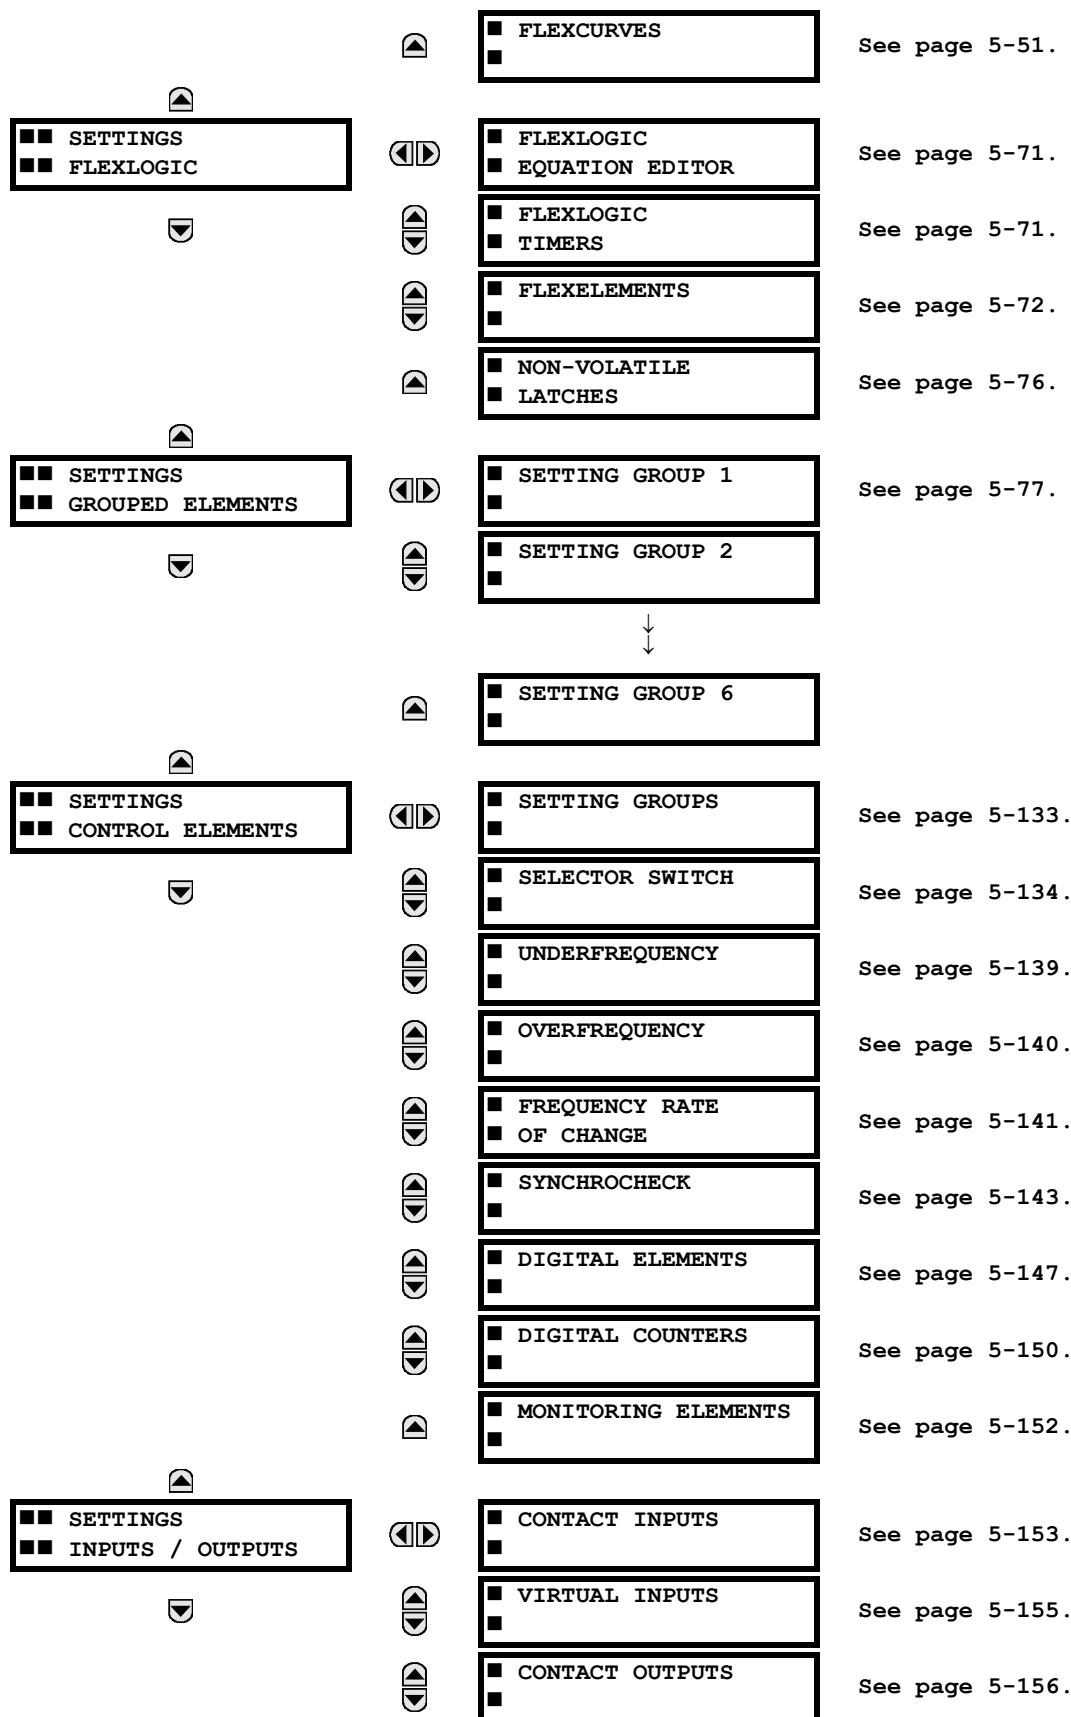 ■ FLEXCURVES
■
See page 5-51.
■■ SETTINGS
■■ FLEXLOGIC
■ FLEXLOGIC
■ EQUATION EDITOR
See page 5-71.
■ FLEXLOGIC
■ TIMERS
See page 5-71.
■ FLEXELEMENTS
■
See page 5-72.
■ NON-VOLATILE
■ LATCHES
See page 5-76.
■■ SETTINGS
■■ GROUPED ELEMENTS
■ SETTING GROUP 1
■
See page 5-77.
■ SETTING GROUP 2
■
↓
↓
■ SETTING GROUP 6
■
■■ SETTINGS
■■ CONTROL ELEMENTS
■ SETTING GROUPS
■
See page 5-133.
■ SELECTOR SWITCH
■
See page 5-134.
■ UNDERFREQUENCY
■
See page 5-139.
■ OVERFREQUENCY
■
See page 5-140.
■ FREQUENCY RATE
■ OF CHANGE
See page 5-141.
■ SYNCHROCHECK
■
See page 5-143.
■ DIGITAL ELEMENTS
■
See page 5-147.
■ DIGITAL COUNTERS
■
See page 5-150.
■ MONITORING ELEMENTS
■
See page 5-152.
■■ SETTINGS
■■ INPUTS / OUTPUTS
■ CONTACT INPUTS
■
See page 5-153.
■ VIRTUAL INPUTS
■
See page 5-155.
■ CONTACT OUTPUTS
■
See page 5-156.